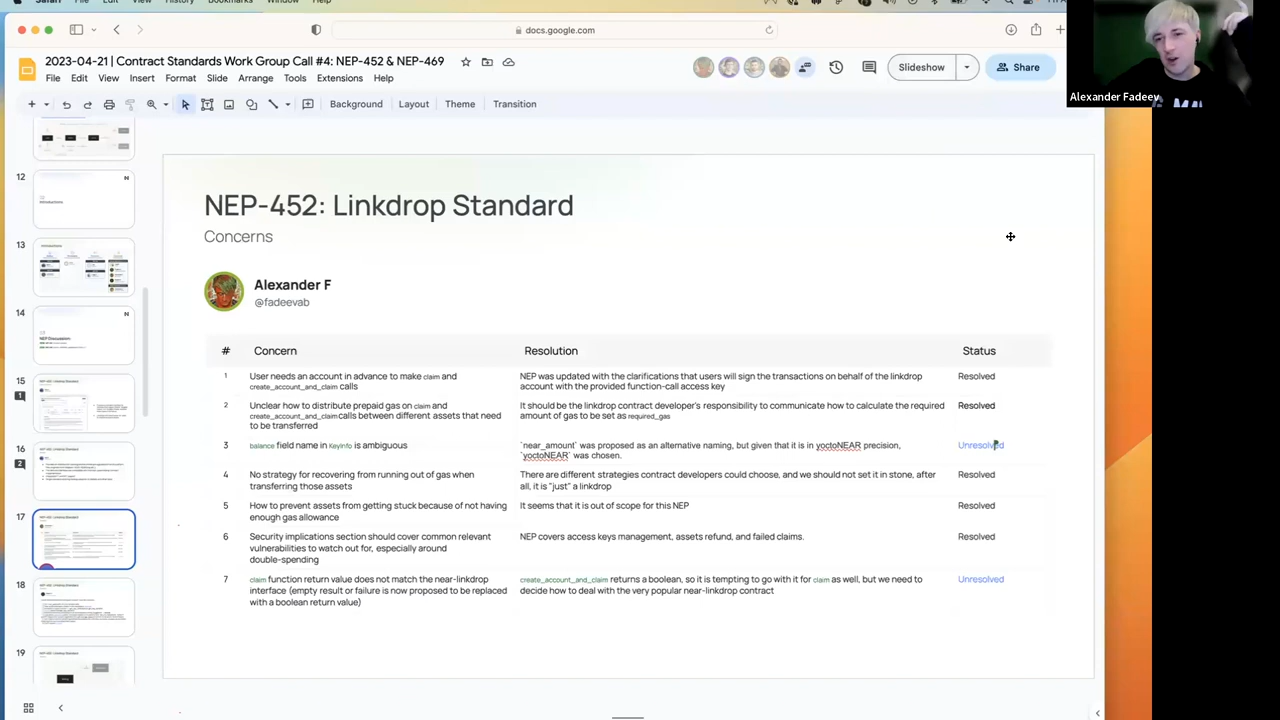 Safari File Edit View History Bookmarks Window Help
docs.google.com
2023-04-21 | Contract Standards Work Group Call #4: NEP-452 & NEP-469
File Edit View Insert Format Slide Arrange Tools Extensions Help
Slideshow
Share
Alexander Fadeev
Background Layout Theme Transition
12
13
14
15
1
16
2
17
18
19
NEP-452: Linkdrop Standard
Concerns
Alexander F
@fadeevab
# Concern Resolution Status
1 User needs an account in advance to make claim and
create_account_and_claim calls
NEP was updated with the clarifications that users will sign the transactions on behalf of the linkdrop
account with the provided function-call access key
Resolved
2 Unclear how to distribute prepaid gas on claim and
create_account_and_claim calls between different assets that need
to be transferred
It should be the linkdrop contract developer's responsibility to communicate how to calculate the required
amount of gas to be set as required_gas
Resolved
3 balance field name in KeyInfo is ambiguous
`near_amount` was proposed as an alternative naming, but given that it is in yoctoNEAR precision,
`yoctoNEAR` was chosen.
Unresolved
4 No strategy for recovering from running out of gas when
transferring those assets
There are different strategies contract developers could choose, and we should not set it in stone, after
all, it is "just" a linkdrop
Resolved
5 How to prevent assets from getting stuck because of not having
enough gas allowance
It seems that it is out of scope for this NEP
Resolved
6 Security implications section should cover common relevant
vulnerabilities to watch out for, especially around
double-spending
NEP covers access keys management, assets refund, and failed claims.
Resolved
7 claim function return value does not match the near-linkdrop
interface (empty result or failure is now proposed to be replaced
with a boolean return value)
create_account_and_claim returns a boolean, so it is tempting to go with it for claim as well, but we need to
decide how to deal with the very popular near-linkdrop contract
Unresolved